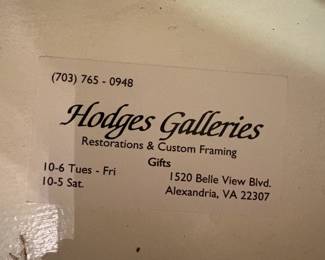 (703) 765 - 0948
Hodges Galleries
Restorations & Custom Framing
Gifts
10-6 Tues - Fri
10-5 Sat.
1520 Belle View Blvd.
Alexandria, VA 22307